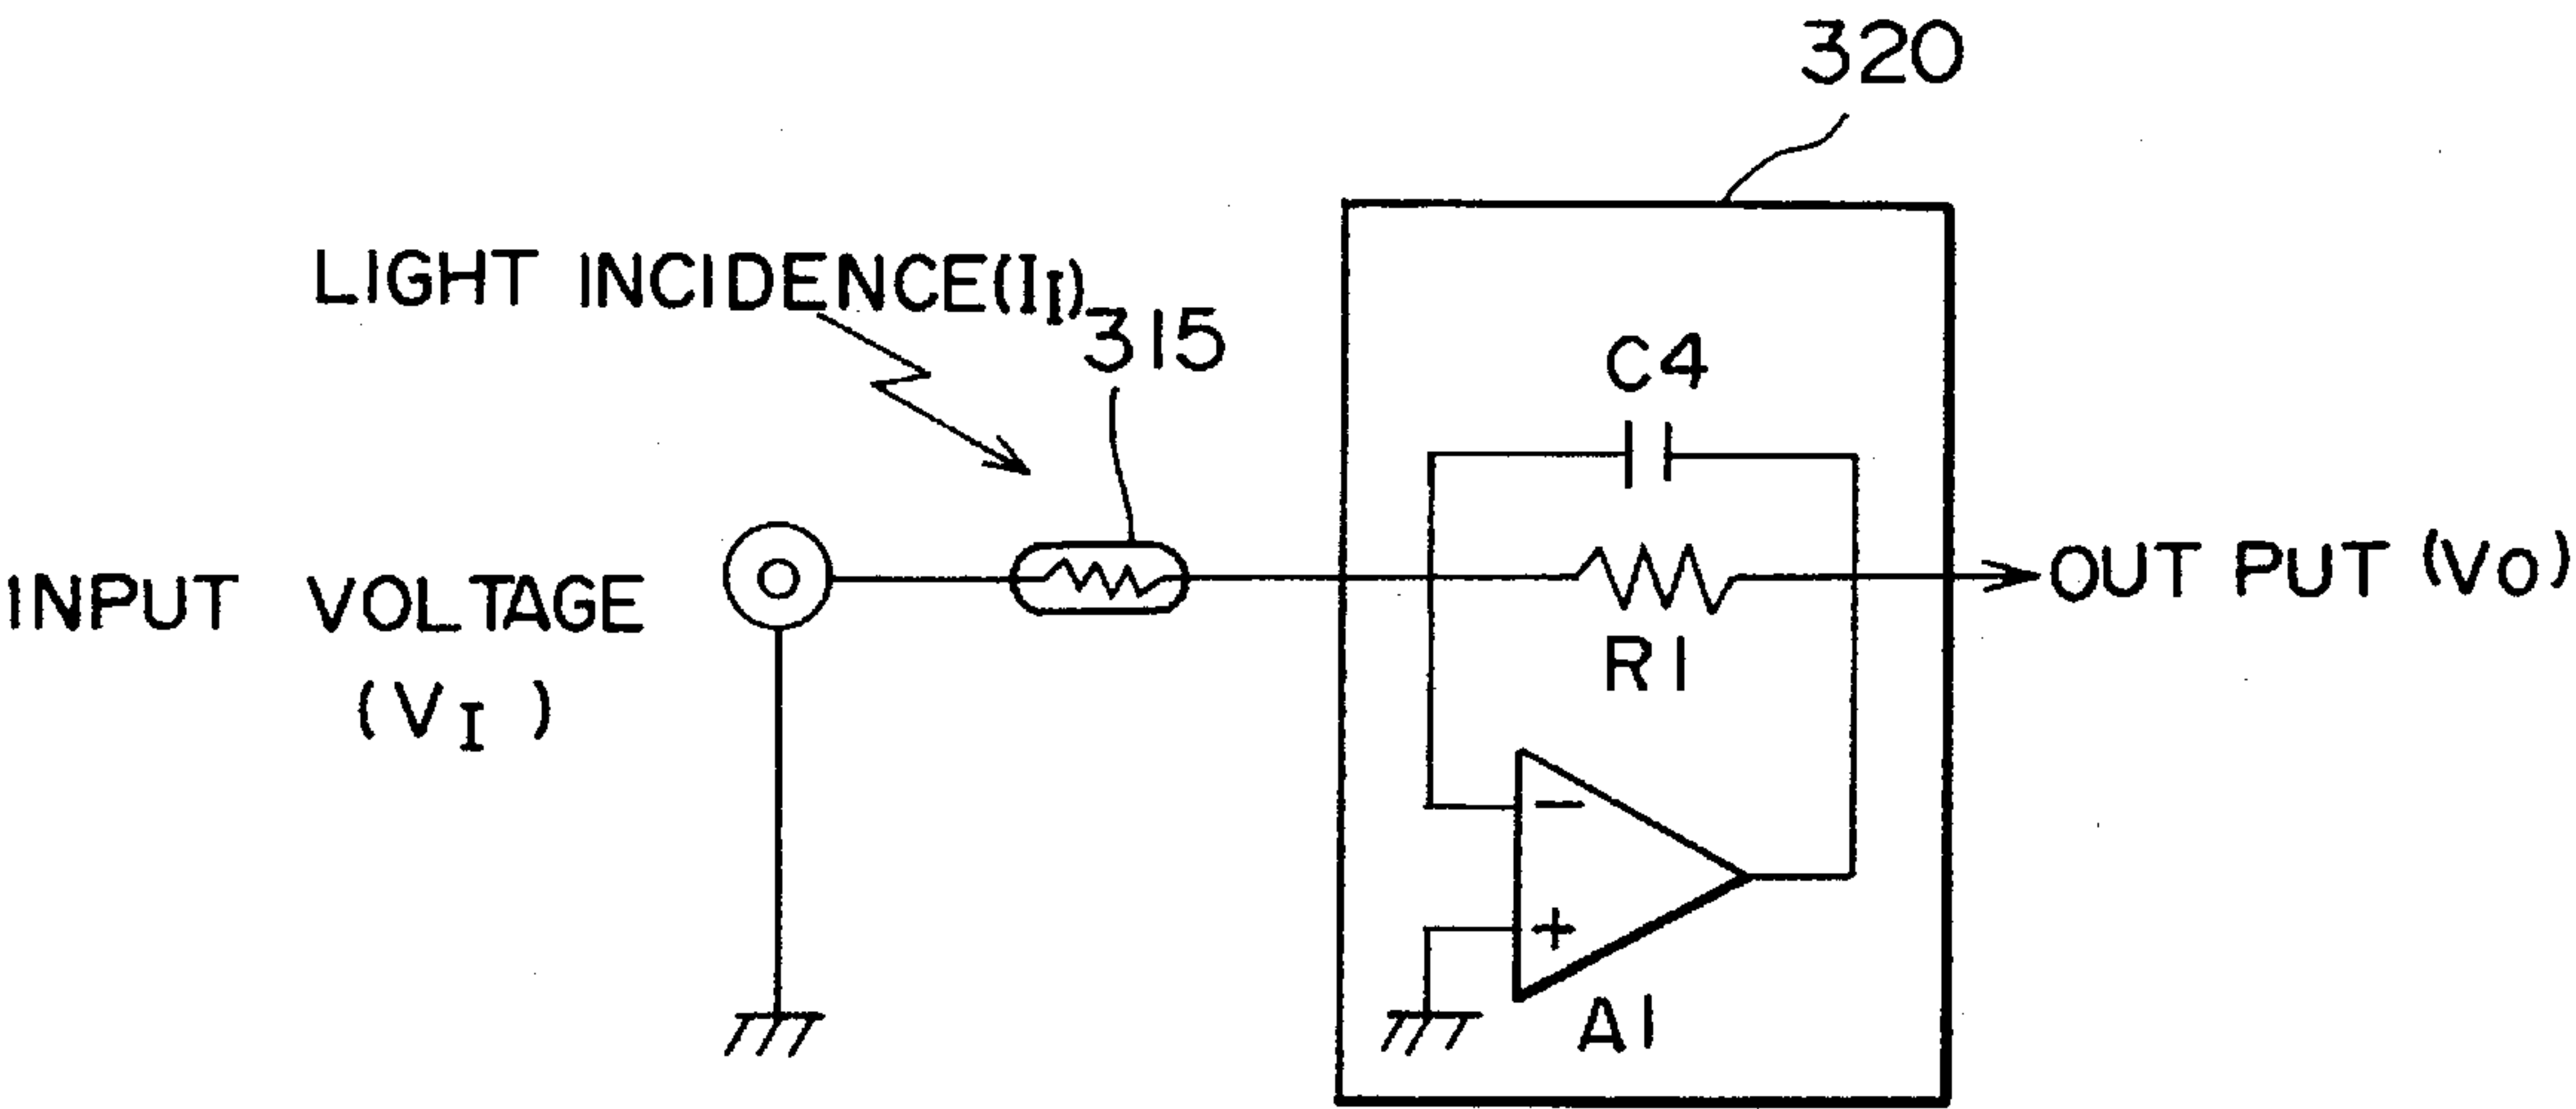 320
LIGHT INCIDENCE(II)
315
C4
INPUT VOLTAGE
(VI)
OUT PUT (Vo)
R1
−
+
A1